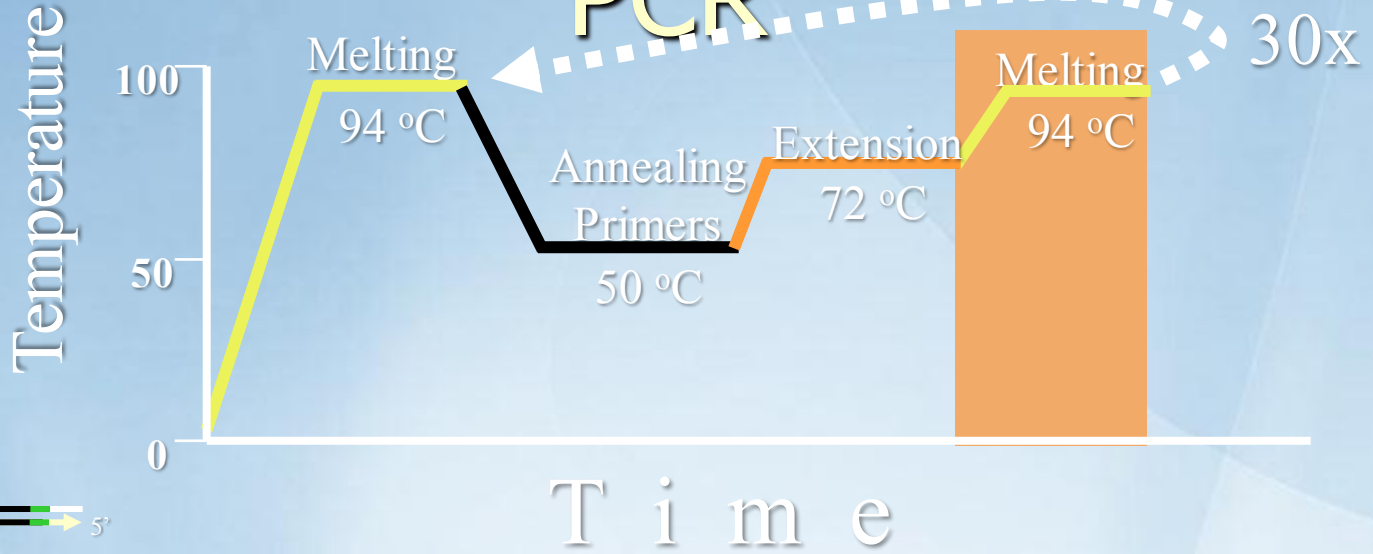 PCR
30x
Temperature
100
50
0
Melting
94 ºC
Annealing
Primers
50 ºC
Extension
72 ºC
Melting
94 ºC
5’
T i m e